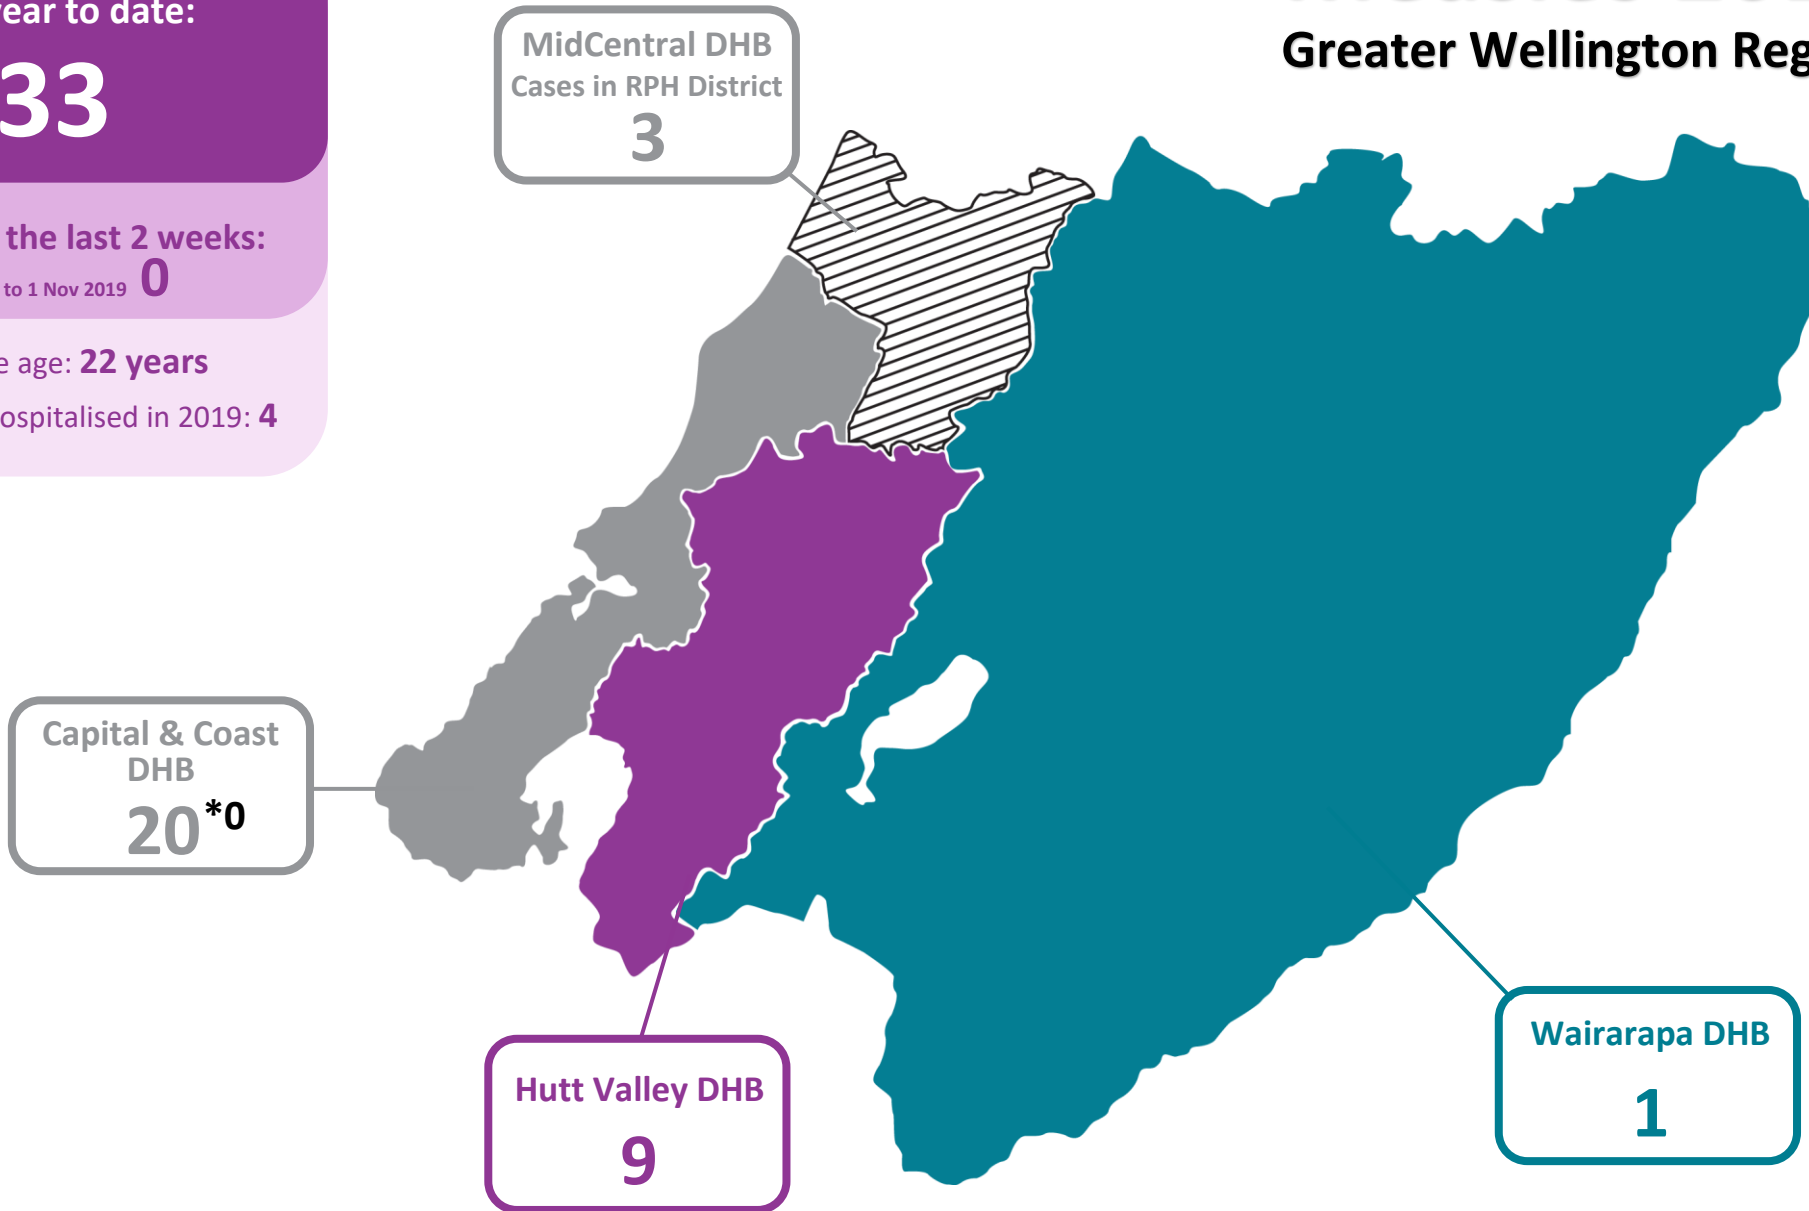 year to date:
33
the last 2 weeks:
to 1 Nov 2019 0
e age: 22 years
ospitalised in 2019: 4
MidCentral DHB
Cases in RPH District
3
Greater Wellington Reg
Capital & Coast
DHB
20*0
Hutt Valley DHB
9
Wairarapa DHB
1